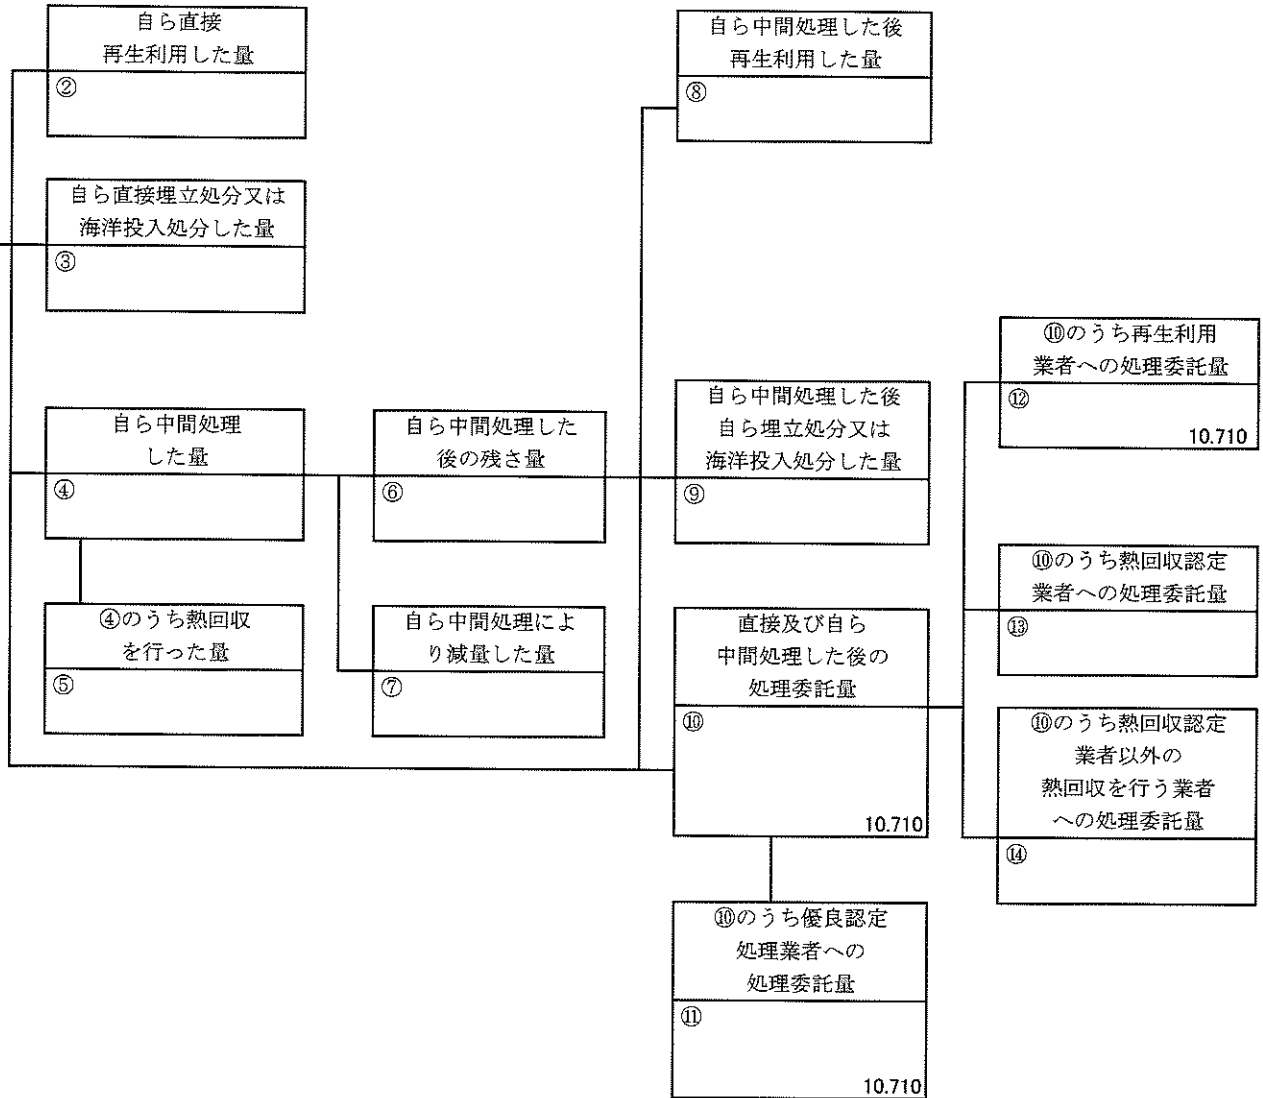 自ら直接
再生利用した量
②
自ら直接埋立処分又は
海洋投入処分した量
③
自ら中間処理
した量
④
④のうち熱回収
を行った量
⑤
自ら中間処理した
後の残さ量
⑥
自ら中間処理によ
り減量した量
⑦
自ら中間処理した後
再生利用した量
⑧
自ら中間処理した後
自ら埋立処分又は
海洋投入処分した量
⑨
直接及び自ら
中間処理した後の
処理委託量
⑩
10.710
⑩のうち優良認定
処理業者への
処理委託量
⑪
10.710
⑩のうち再生利用
業者への処理委託量
⑫
10.710
⑩のうち熱回収認定
業者への処理委託量
⑬
⑩のうち熱回収認定
業者以外の
熱回収を行う業者
への処理委託量
⑭